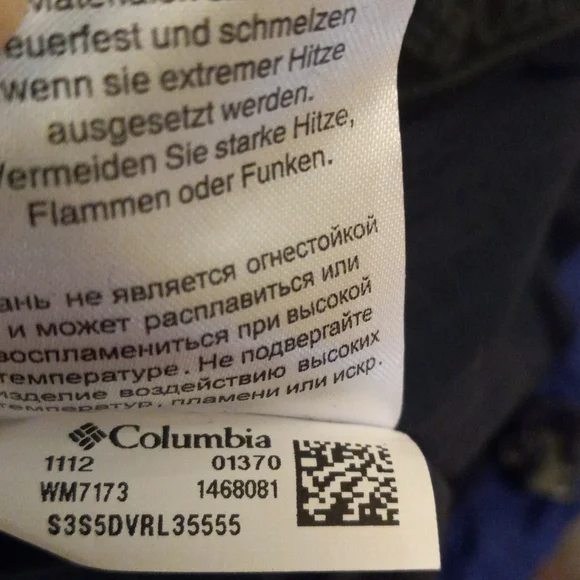 euerfest und schmelzen
wenn sie extremer Hitze
ausgesetzt werden.
Vermeiden Sie starke Hitze,
Flammen oder Funken.
ань не является огнестойкой
и может расплавиться или
воспламениться при высокой
температуре. Не подвергайте
изделие воздействию высоких
температур, пламени или искр.
Columbia
1112 01370
WM7173 1468081
S3S5DVRL35555